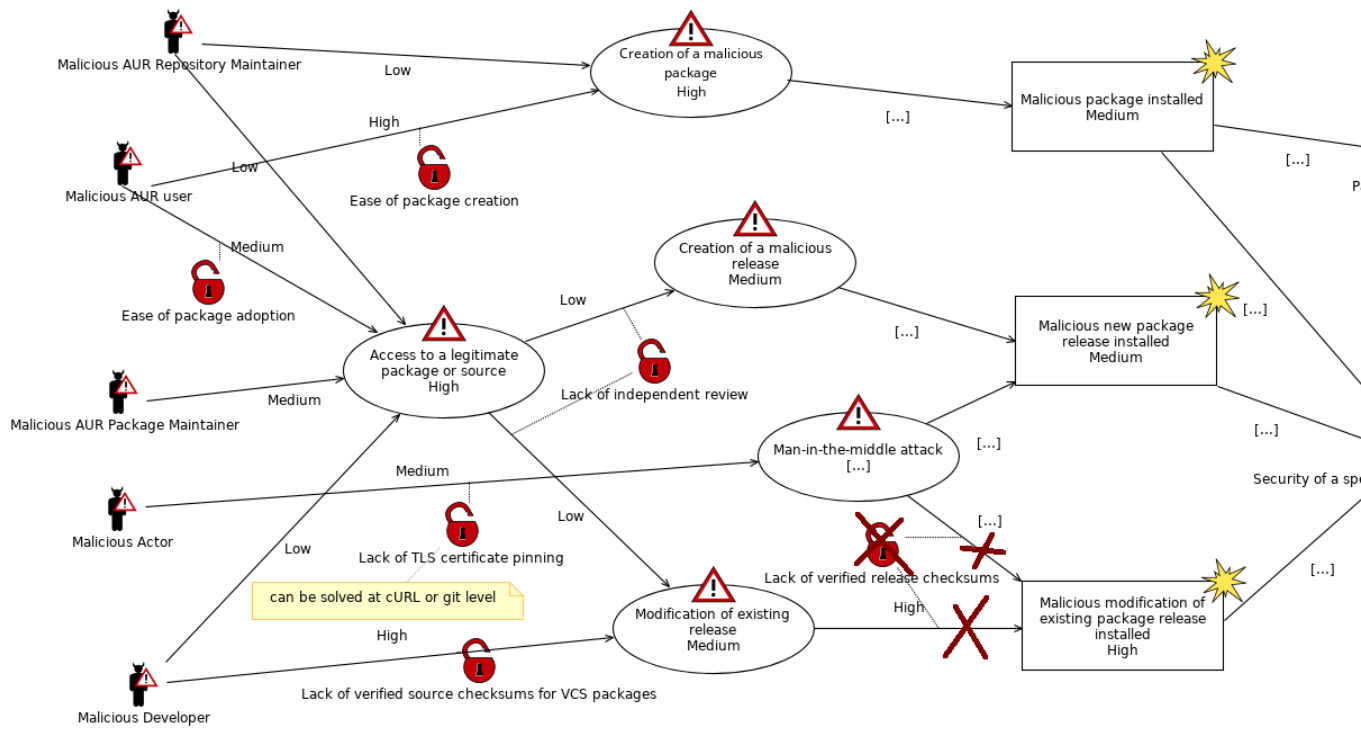 Malicious AUR Repository Maintainer
Low
Creation of a malicious
package
High
[...]
Malicious package installed
Medium
[...]
Malicious AUR user
High
Low
Ease of package creation
Medium
Ease of package adoption
Creation of a malicious
release
Medium
Low
[...]
Malicious new package
release installed
Medium
[...]
Access to a legitimate
package or source
High
Lack of independent review
Malicious AUR Package Maintainer
Medium
Man-in-the-middle attack
[...]
[...]
[...]
Medium
Security of a spe
Malicious Actor
Low
Low
[...]
Lack of TLS certificate pinning
can be solved at cURL or git level
Lack of verified release checksums
High
Modification of existing
release
Medium
Malicious modification of
existing package release
installed
High
[...]
High
Lack of verified source checksums for VCS packages
Malicious Developer